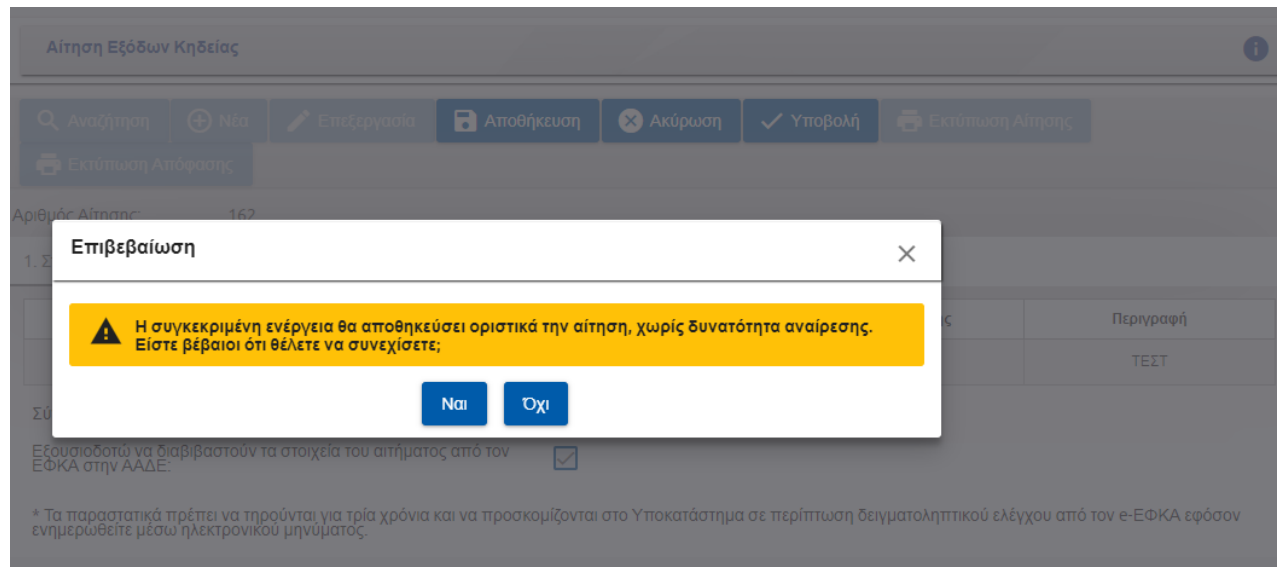 Αίτηση Εξόδων Κηδείας
Αναζήτηση Νέα Επεξεργασία Αποθήκευση Ακύρωση Υποβολή Εκτύπωση Αίτησης
Εκτύπωση Απόφασης
Αριθμός Αίτησης: 162
Επιβεβαίωση
1. Σ
Η συγκεκριμένη ενέργεια θα αποθηκεύσει οριστικά την αίτηση, χωρίς δυνατότητα αναίρεσης.
Είστε βέβαιοι ότι θέλετε να συνεχίσετε;
ης Περιγραφή
ΤΕΣΤ
Ναι Όχι
Σύ
Εξουσιοδοτώ να διαβιβαστούν τα στοιχεία του αιτήματος από τον
ΕΦΚΑ στην ΑΑΔΕ:
* Τα παραστατικά πρέπει να τηρούνται για τρία χρόνια και να προσκομίζονται στο Υποκατάστημα σε περίπτωση δειγματοληπτικού ελέγχου από τον e-ΕΦΚΑ εφόσον
ενημερωθείτε μέσω ηλεκτρονικού μηνύματος.